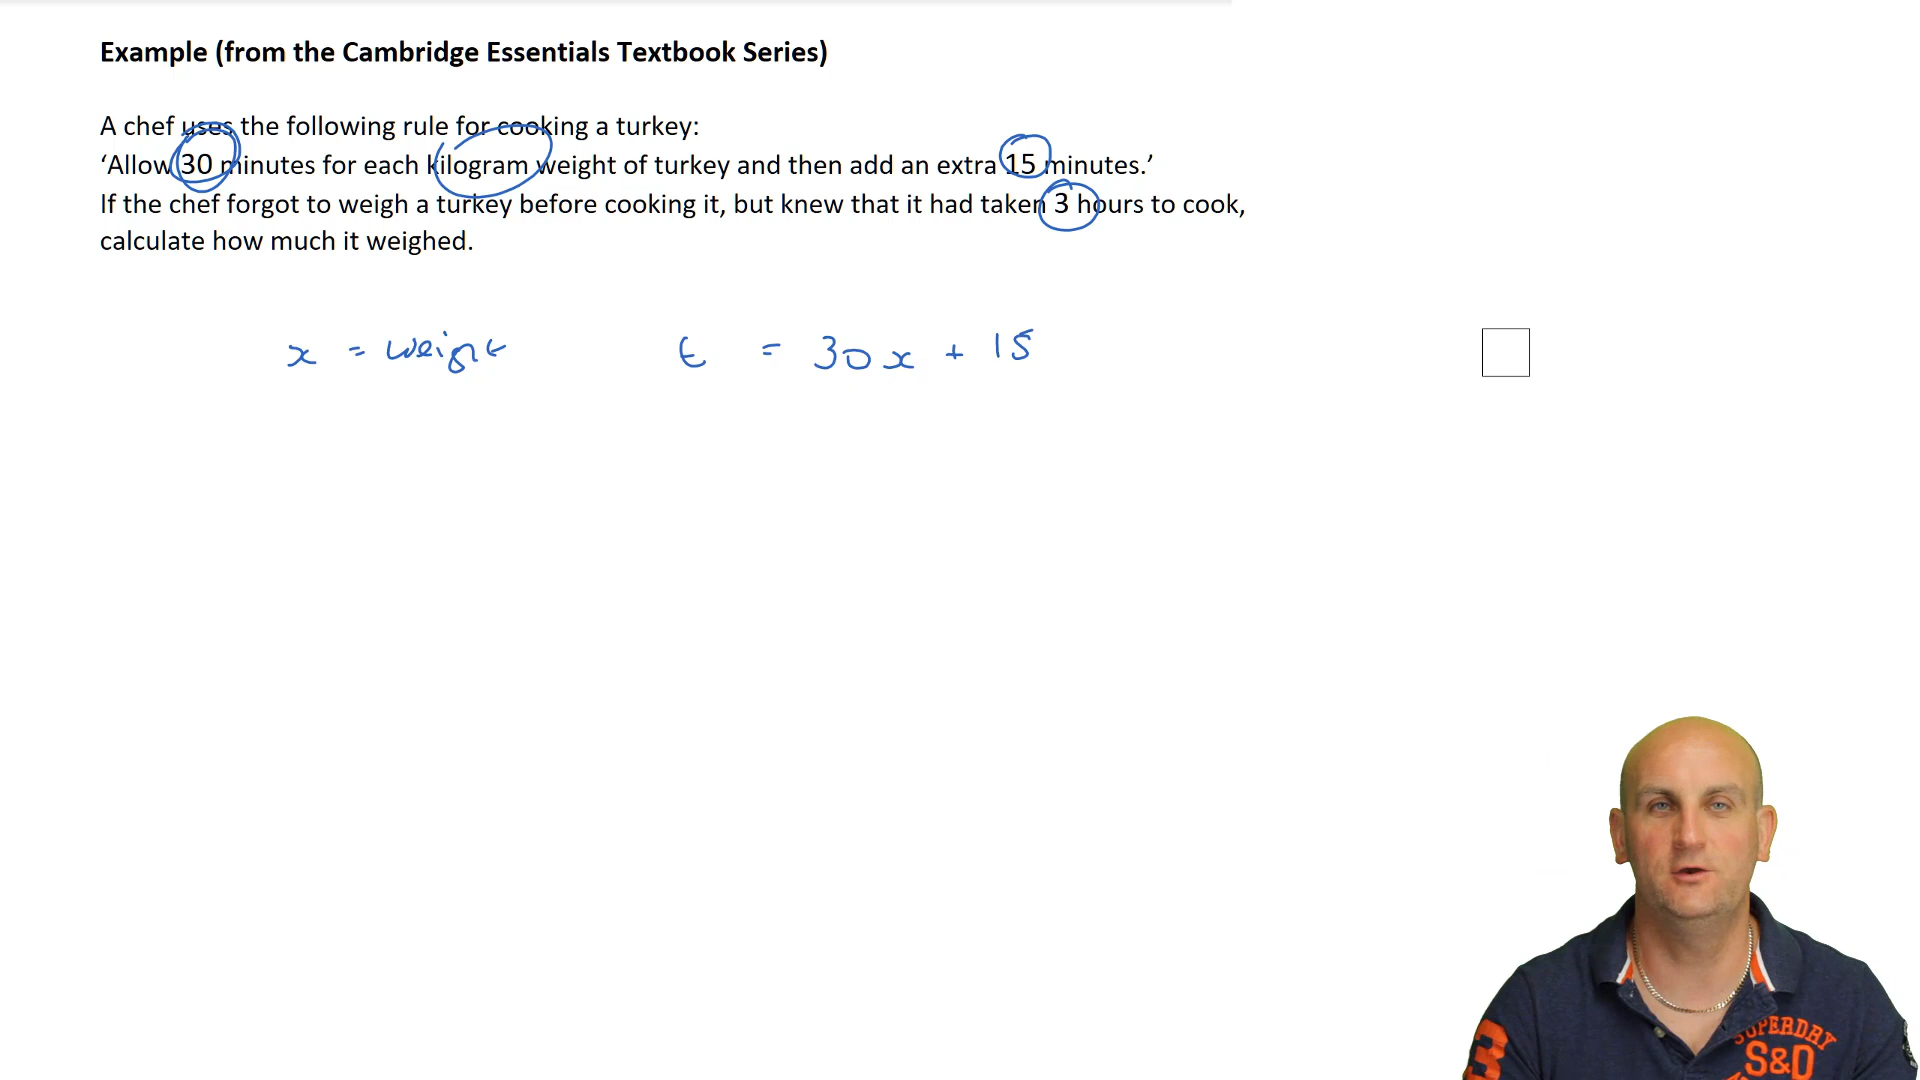 Example (from the Cambridge Essentials Textbook Series)
A chef uses the following rule for cooking a turkey:
‘Allow 30 minutes for each kilogram weight of turkey and then add an extra 15 minutes.’
If the chef forgot to weigh a turkey before cooking it, but knew that it had taken 3 hours to cook,
calculate how much it weighed.
x = weight t = 30x + 15
SUPERDRY
S&D
3